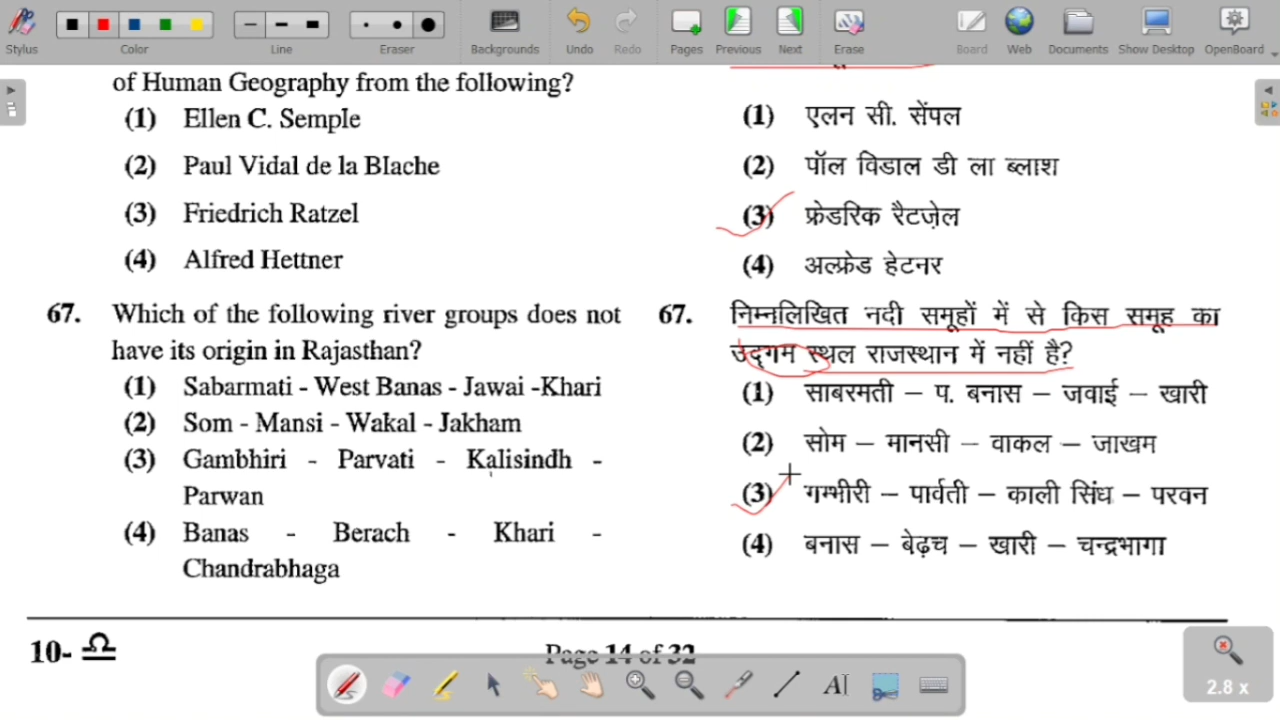 Stylus
Color
Line
Eraser
Backgrounds
Undo
Redo
Pages
Previous
Next
Erase
Board
Web
Documents
Show Desktop
OpenBoard
of Human Geography from the following?
(1) Ellen C. Semple
(2) Paul Vidal de la Blache
(3) Friedrich Ratzel
(4) Alfred Hettner
67. Which of the following river groups does not
have its origin in Rajasthan?
(1) Sabarmati - West Banas - Jawai -Khari
(2) Som - Mansi - Wakal - Jakham
(3) Gambhiri - Parvati - Kalisindh -
Parwan
(4) Banas - Berach - Khari -
Chandrabhaga
(1) एलन सी. सेंपल
(2) पॉल विडाल डी ला ब्लाश
(3) फ्रेडरिक रैटज़ेल
(4) अल्फ्रेड हेटनर
67. निम्नलिखित नदी समूहों में से किस समूह का
उद्गम स्थल राजस्थान में नहीं है?
(1) साबरमती – प. बनास – जवाई – खारी
(2) सोम – मानसी – वाकल – जाखम
(3) गम्भीरी – पार्वती – काली सिंध – परवन
(4) बनास – बेढ़च – खारी – चन्द्रभागा
10- ♎
Page 14 of 32
2.8 x